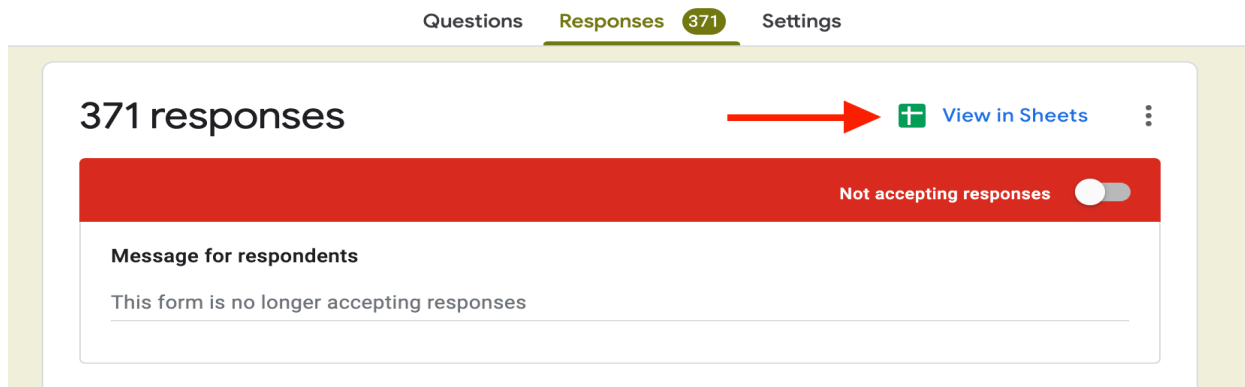 Questions Responses 371 Settings
371 responses
View in Sheets
Not accepting responses
Message for respondents
This form is no longer accepting responses